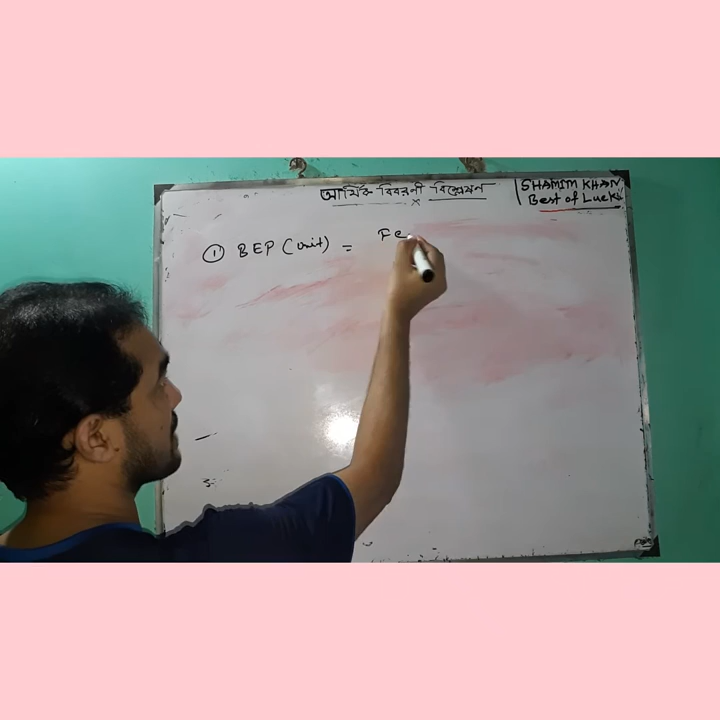 আর্থিক বিবরণী বিশ্লেষণ
SHAMIM KHAN
Best of Luck
① BEP (unit) = Fc